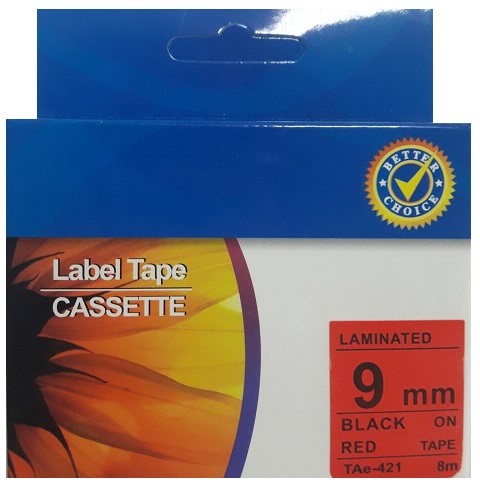 BETTER
CHOICE
Label Tape
CASSETTE
LAMINATED
9 mm
BLACK ON
RED TAPE
TAe-421 8m